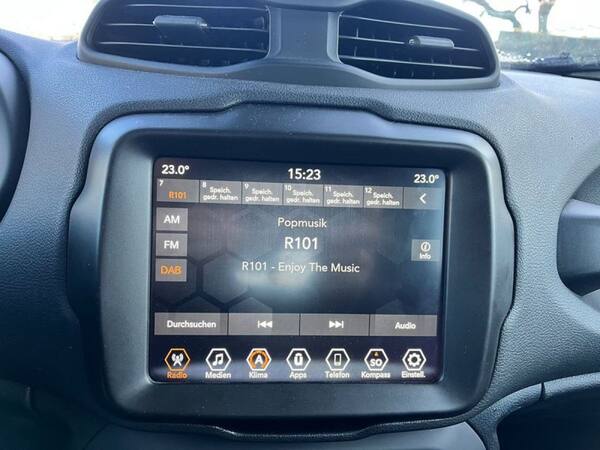 23.0° 15:23 23.0°
7 8 Speich. 9 Speich. 10 Speich. 11 Speich. 12 Speich.
R101 gedr. halten gedr. halten gedr. halten gedr. halten gedr. halten
AM
Popmusik
FM
R101
i Info
DAB
R101 - Enjoy The Music
Durchsuchen Audio
Radio Medien Klima Apps Telefon SO Kompass Einstell.